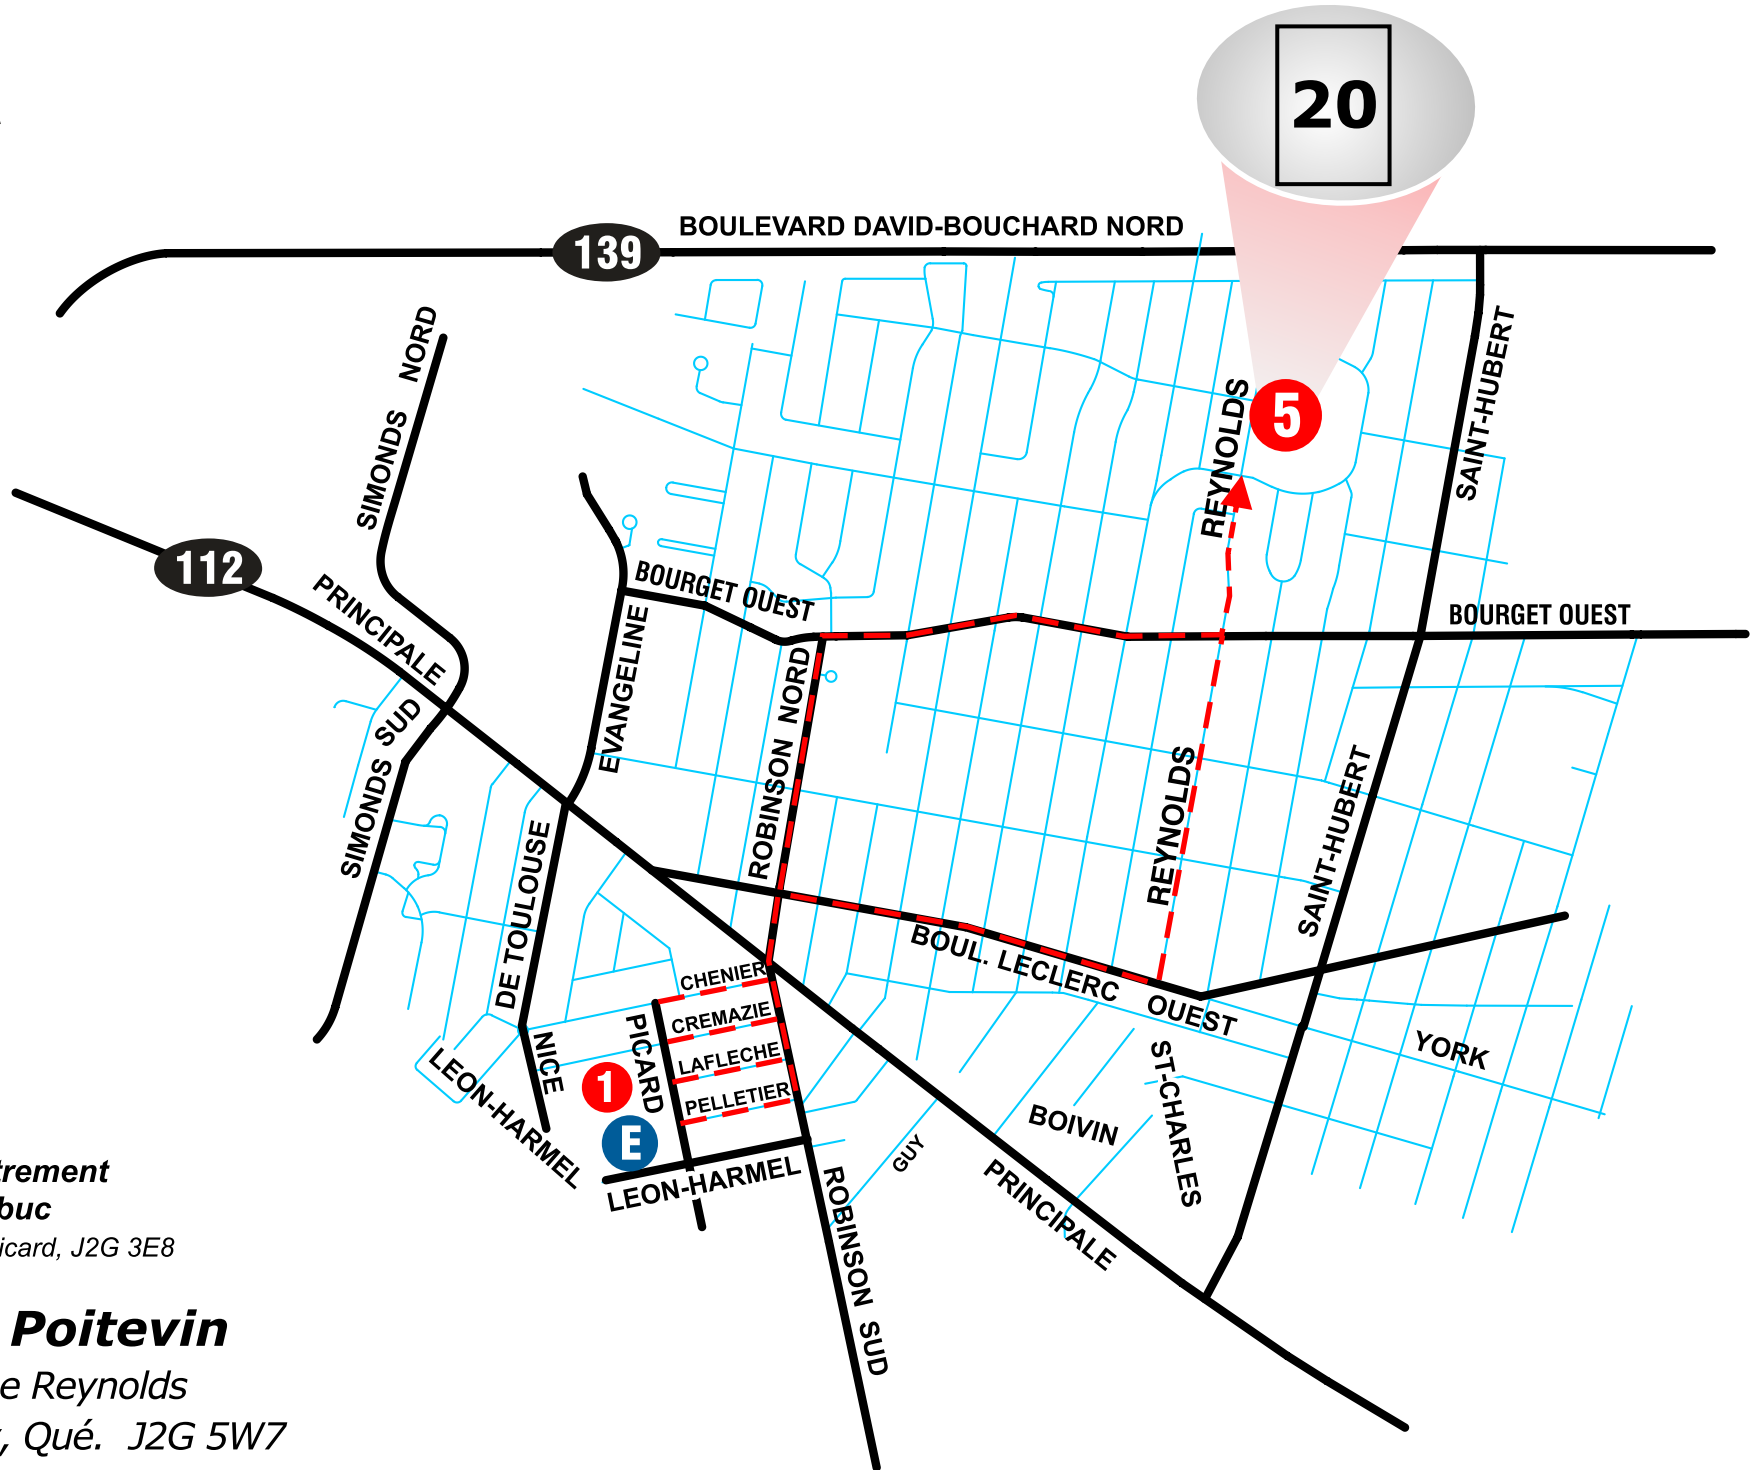 20
BOULEVARD DAVID-BOUCHARD NORD
139
SIMONDS NORD
REYNOLDS
5
SAINT-HUBERT
112
PRINCIPALE
BOURGET OUEST
BOURGET OUEST
EVANGELINE
ROBINSON NORD
SIMONDS SUD
REYNOLDS
SAINT-HUBERT
DE TOULOUSE
BOUL. LECLERC OUEST
CHENIER
CREMAZIE
LAFLECHE
PELLETIER
PICARD
NICE
LEON-HARMEL
1
E
LEON-HARMEL
YORK
ST-CHARLES
BOIVIN
GUY
PRINCIPALE
ROBINSON SUD
trement
buc
icard, J2G 3E8
Poitevin
e Reynolds
, Qué. J2G 5W7